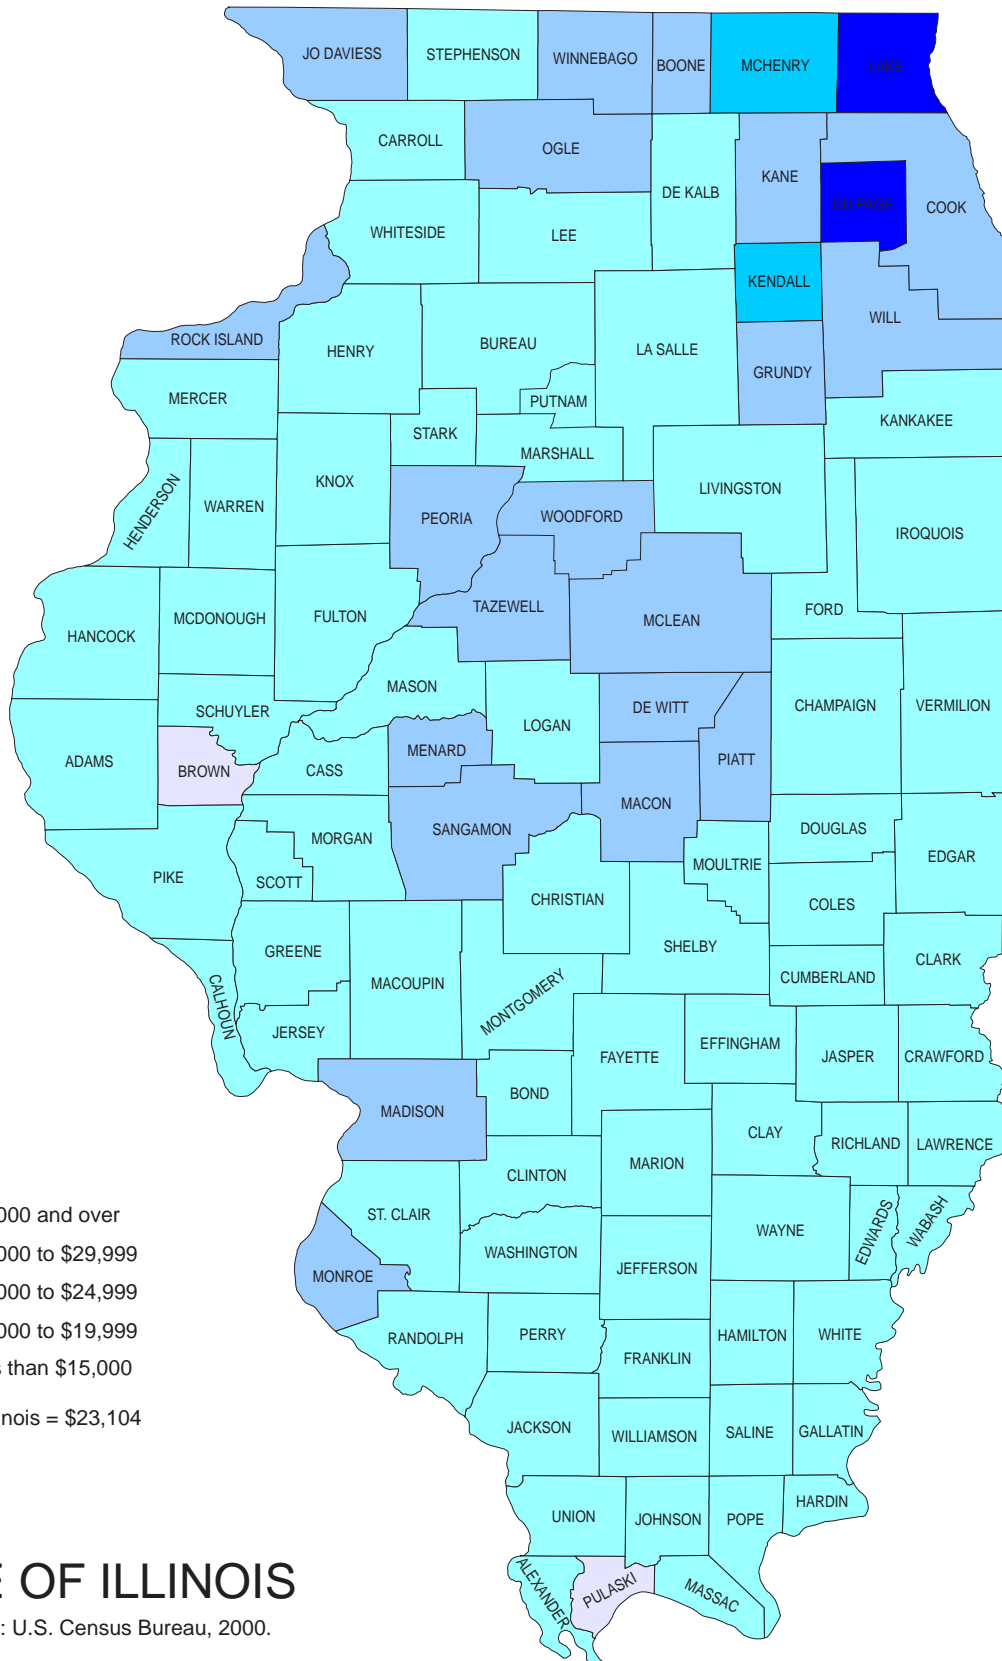 JO DAVIESS
STEPHENSON
WINNEBAGO
BOONE
MCHENRY
LAKE
CARROLL
OGLE
DE KALB
KANE
DU PAGE
COOK
WHITESIDE
LEE
KENDALL
WILL
ROCK ISLAND
HENRY
BUREAU
LA SALLE
GRUNDY
MERCER
PUTNAM
KANKAKEE
STARK
MARSHALL
HENDERSON
WARREN
KNOX
PEORIA
WOODFORD
LIVINGSTON
IROQUOIS
HANCOCK
MCDONOUGH
FULTON
TAZEWELL
MCLEAN
FORD
MASON
SCHUYLER
LOGAN
DE WITT
CHAMPAIGN
VERMILION
ADAMS
BROWN
CASS
MENARD
PIATT
MACON
SANGAMON
MORGAN
DOUGLAS
EDGAR
PIKE
SCOTT
CHRISTIAN
MOULTRIE
COLES
GREENE
MACOUPIN
MONTGOMERY
SHELBY
CUMBERLAND
CLARK
CALHOUN
JERSEY
FAYETTE
EFFINGHAM
JASPER
CRAWFORD
MADISON
BOND
CLAY
RICHLAND
LAWRENCE
CLINTON
MARION
ST. CLAIR
WAYNE
EDWARDS
WABASH
WASHINGTON
JEFFERSON
MONROE
RANDOLPH
PERRY
HAMILTON
WHITE
FRANKLIN
JACKSON
WILLIAMSON
SALINE
GALLATIN
UNION
JOHNSON
POPE
HARDIN
ALEXANDER
PULASKI
MASSAC
000 and over
000 to $29,999
000 to $24,999
000 to $19,999
s than $15,000
nois = $23,104
E OF ILLINOIS
: U.S. Census Bureau, 2000.